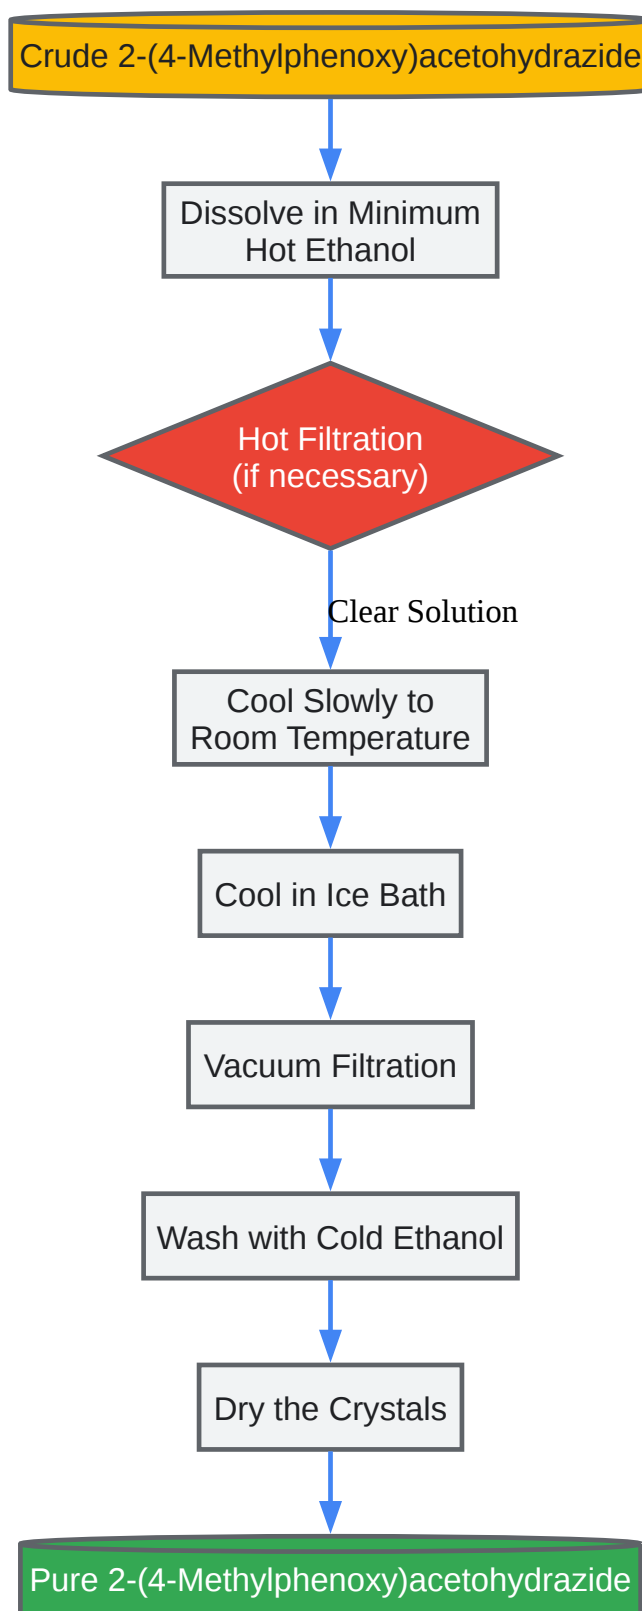 Crude 2-(4-Methylphenoxy)acetohydrazide
Dissolve in Minimum
Hot Ethanol
Hot Filtration
(if necessary)
Clear Solution
Cool Slowly to
Room Temperature
Cool in Ice Bath
Vacuum Filtration
Wash with Cold Ethanol
Dry the Crystals
Pure 2-(4-Methylphenoxy)acetohydrazide